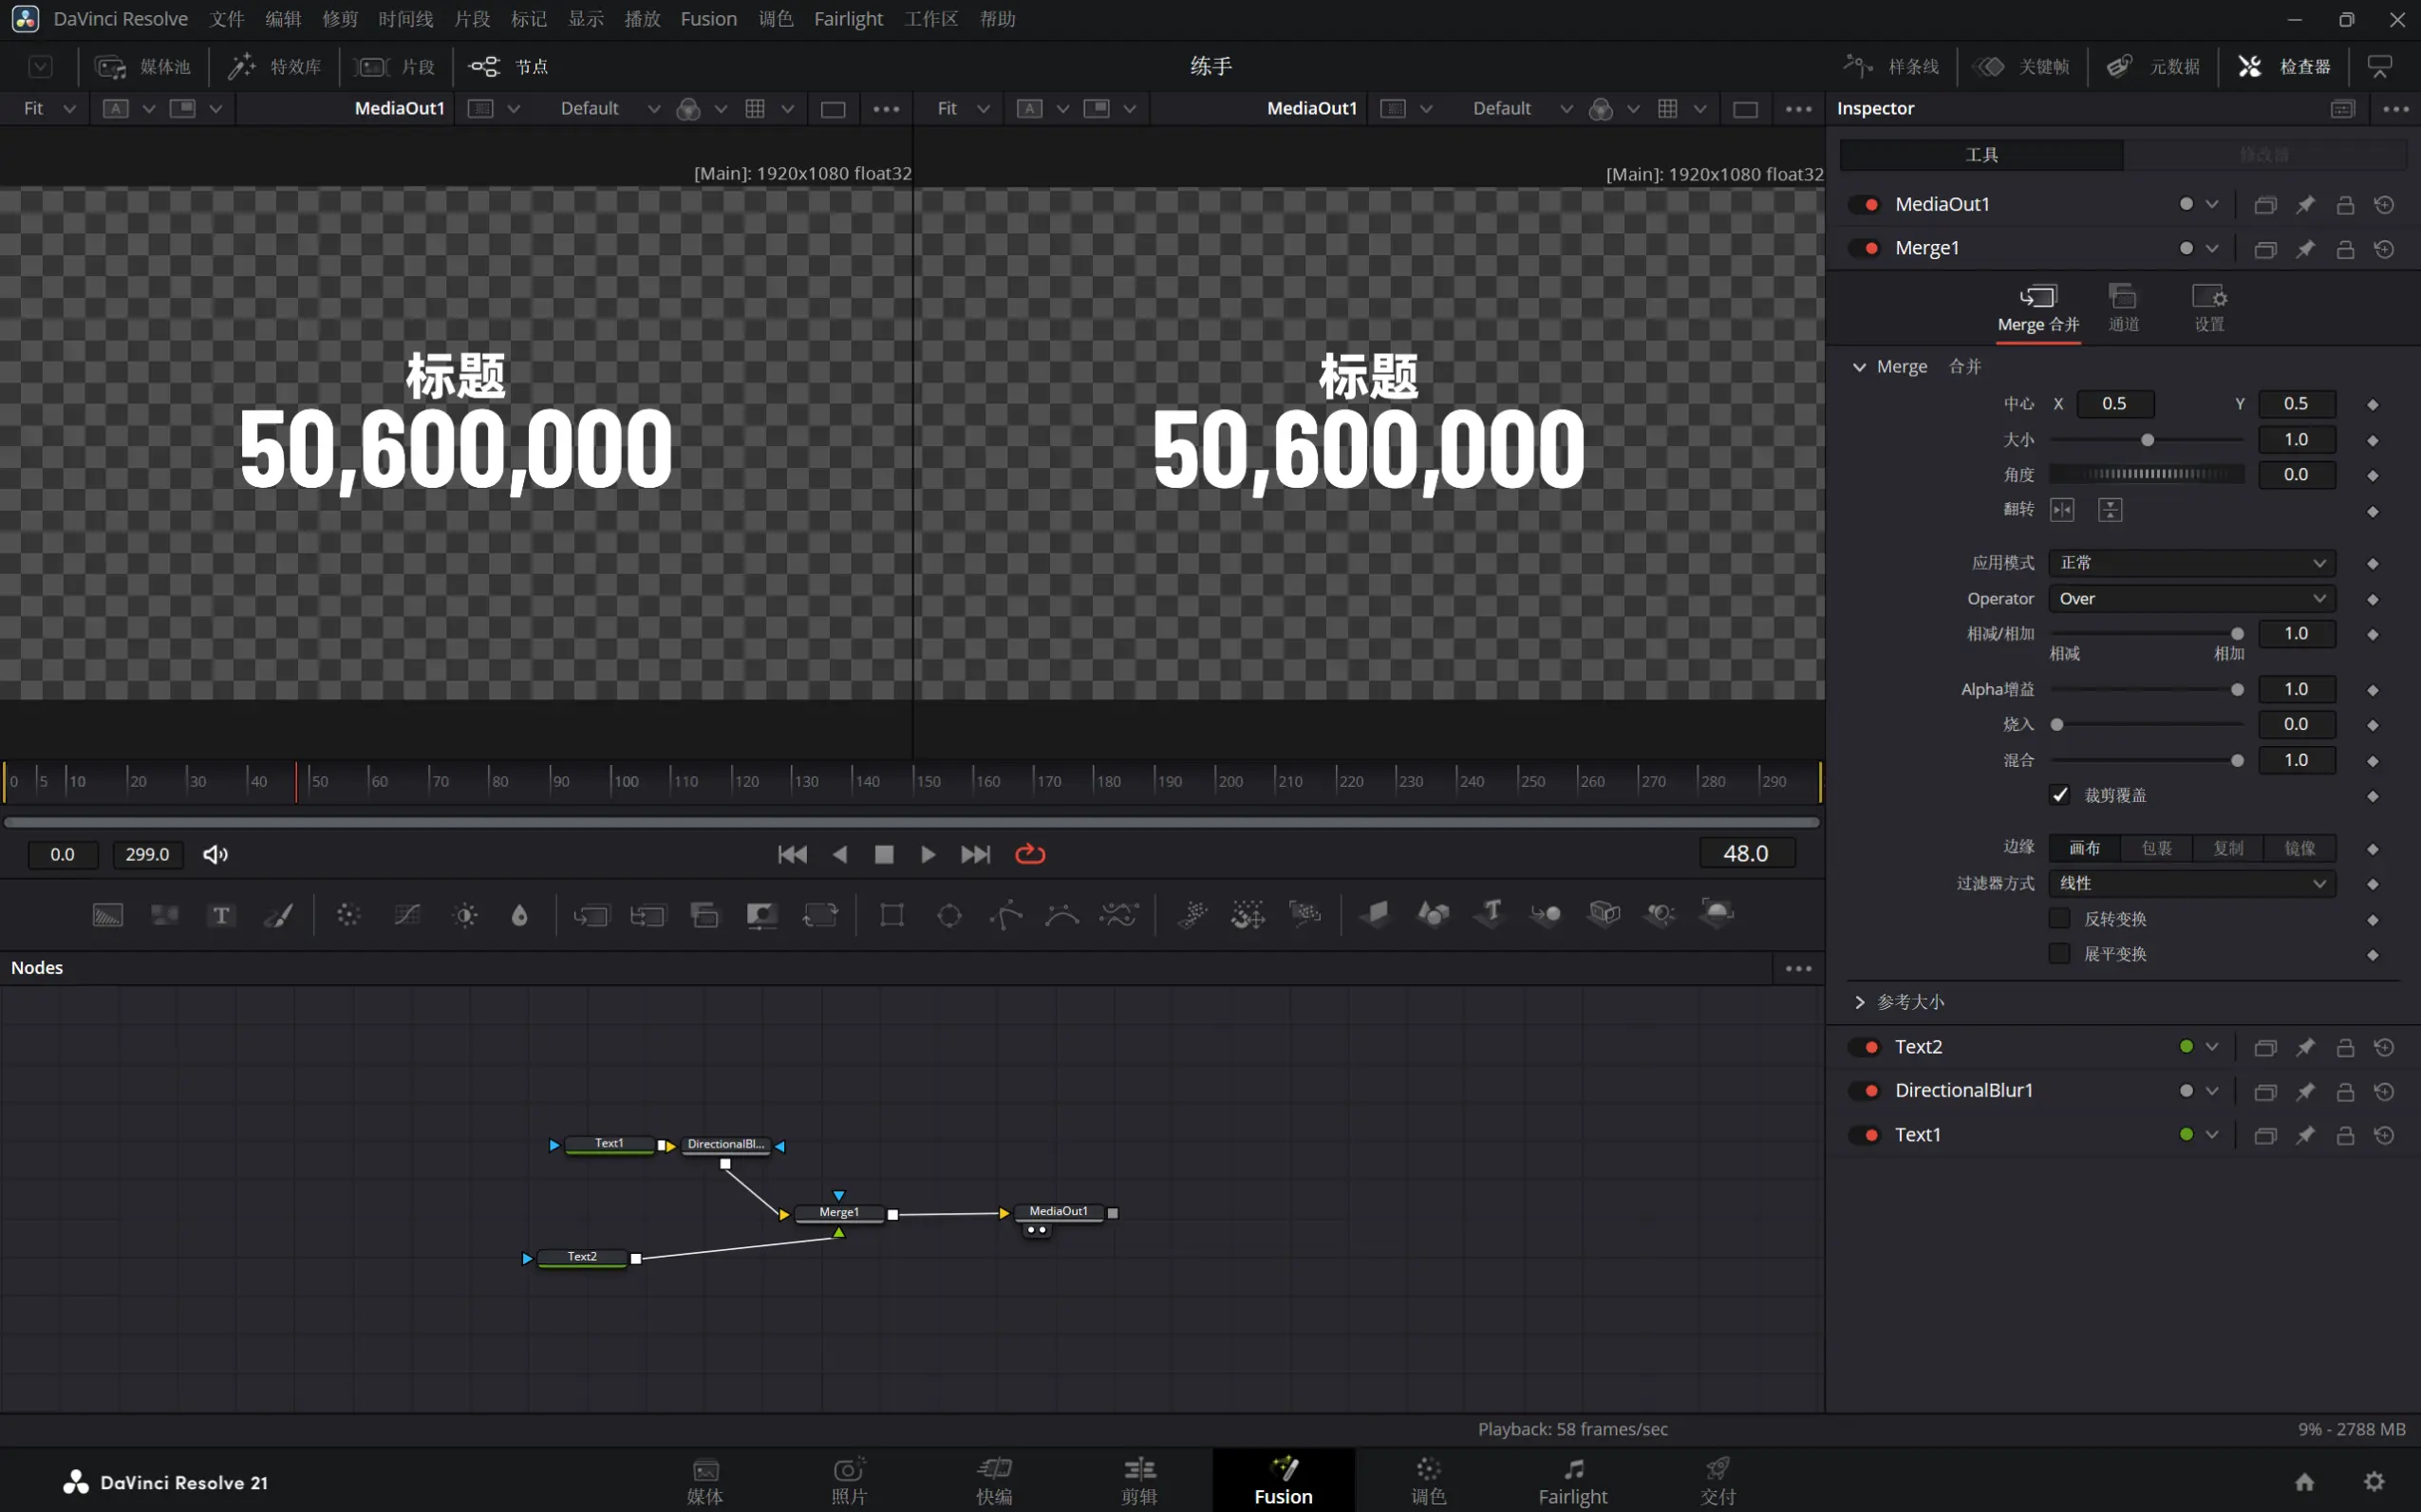 DaVinci Resolve 文件 编辑 修剪 时间线 片段 标记 显示 播放 Fusion 调色 Fairlight 工作区 帮助
媒体池 特效库 片段 节点 练手 样条线 关键帧 元数据 检查器
Fit A MediaOut1 Default Fit A MediaOut1 Default Inspector
[Main]: 1920x1080 float32 [Main]: 1920x1080 float32
工具 修改器
MediaOut1
Merge1
Merge 合并 通道 设置
Merge 合并
中心 X 0.5 Y 0.5
大小 1.0
角度 0.0
翻转
应用模式 正常
Operator Over
相减/相加 1.0
相减 相加
Alpha增益 1.0
烧入 0.0
混合 1.0
裁剪覆盖
边缘 画布 包裹 复制 镜像
过滤器方式 线性
反转变换
展平变换
参考大小
Text2
DirectionalBlur1
Text1
标题
50,600,000
标题
50,600,000
0 5 10 20 30 40 50 60 70 80 90 100 110 120 130 140 150 160 170 180 190 200 210 220 230 240 250 260 270 280 290
0.0 299.0 48.0
T
Nodes
Text1 DirectionalBl...
Merge1 MediaOut1
Text2
Playback: 58 frames/sec 9% - 2788 MB
DaVinci Resolve 21 媒体 照片 快编 剪辑 Fusion 调色 Fairlight 交付